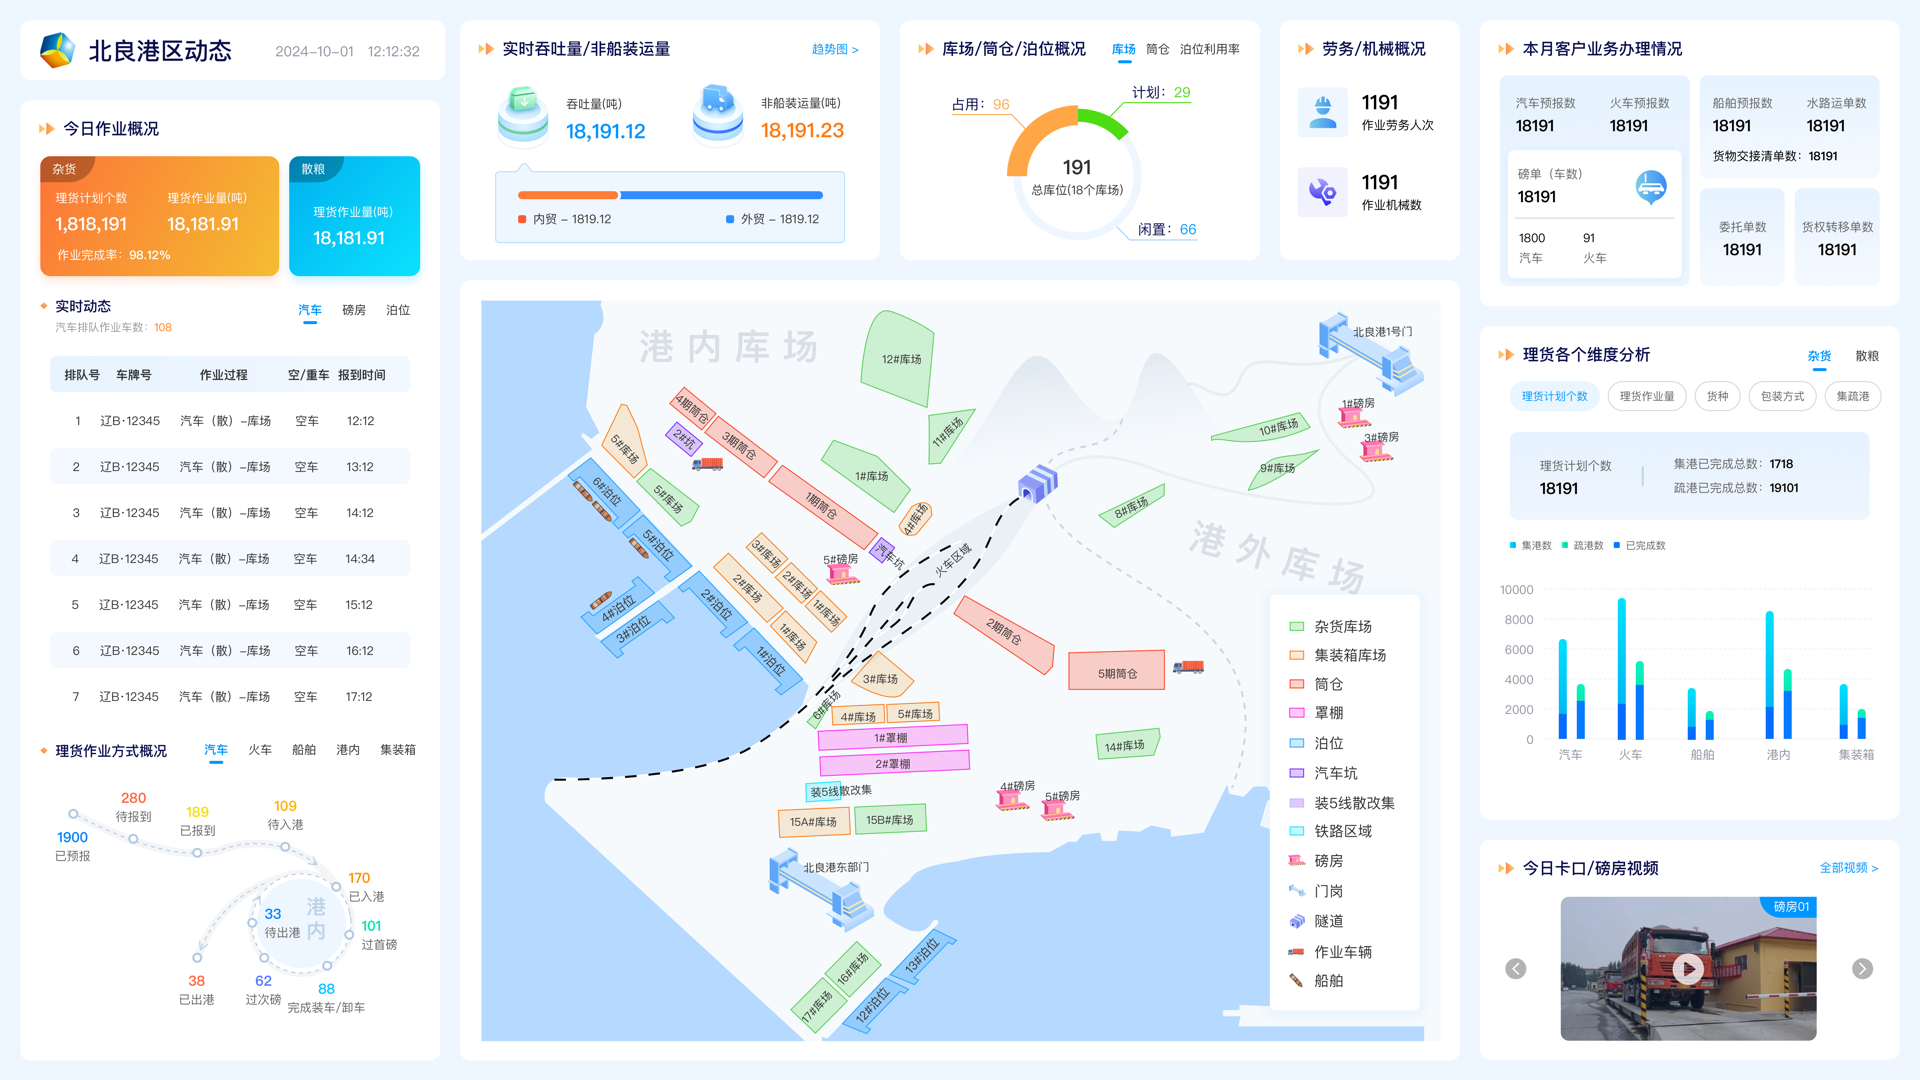 北良港区动态
2024-10-01 12:12:32
今日作业概况
杂货
理货计划个数 理货作业量(吨)
1,818,191 18,181.91
作业完成率：98.12%
散粮
理货作业量(吨)
18,181.91
实时动态
汽车 磅房 泊位
汽车排队作业车数：108
排队号 车牌号 作业过程 空/重车 报到时间
1 辽B·12345 汽车（散）-库场 空车 12:12
2 辽B·12345 汽车（散）-库场 空车 13:12
3 辽B·12345 汽车（散）-库场 空车 14:12
4 辽B·12345 汽车（散）-库场 空车 14:34
5 辽B·12345 汽车（散）-库场 空车 15:12
6 辽B·12345 汽车（散）-库场 空车 16:12
7 辽B·12345 汽车（散）-库场 空车 17:12
理货作业方式概况
汽车 火车 船舶 港内 集装箱
1900
已预报
280
待报到
189
已报到
109
待入港
170
已入港
101
过首磅
88
完成装车/卸车
62
过次磅
33
待出港
38
已出港
港内
实时吞吐量/非船装运量
趋势图 >
吞吐量(吨)
18,191.12
非船装运量(吨)
18,191.23
内贸 - 1819.12
外贸 - 1819.12
库场/筒仓/泊位概况
库场 筒仓 泊位利用率
占用：96
计划：29
191
总库位(18个库场)
闲置：66
劳务/机械概况
1191
作业劳务人次
1191
作业机械数
港内库场
港外库场
12#库场
11#库场
10#库场
9#库场
8#库场
1#库场
4#库场
4期筒仓
3期筒仓
2#坑
1期筒仓
汽车坑
5#库场
5#库场
6#泊位
5#泊位
4#泊位
3#泊位
2#泊位
1#泊位
3#库场
2#库场
2#库场
1#库场
1#库场
5#磅房
火车区域
2期筒仓
5期筒仓
3#库场
6#库场
4#库场
5#库场
1#罩棚
2#罩棚
装5线散改集
15A#库场
15B#库场
14#库场
4#磅房
5#磅房
1#磅房
3#磅房
北良港1号门
北良港东部门
16#库场
17#库场
13#泊位
12#泊位
杂货库场
集装箱库场
筒仓
罩棚
泊位
汽车坑
装5线散改集
铁路区域
磅房
门岗
隧道
作业车辆
船舶
本月客户业务办理情况
汽车预报数 火车预报数
18191 18191
磅单（车数）
18191
1800 91
汽车 火车
船舶预报数 水路运单数
18191 18191
货物交接清单数：18191
委托单数
18191
货权转移单数
18191
理货各个维度分析
杂货 散粮
理货计划个数 理货作业量 货种 包装方式 集疏港
理货计划个数
18191
集港已完成总数：1718
疏港已完成总数：19101
集港数 疏港数 已完成数
10000
8000
6000
4000
2000
0
汽车 火车 船舶 港内 集装箱
今日卡口/磅房视频
全部视频 >
磅房01